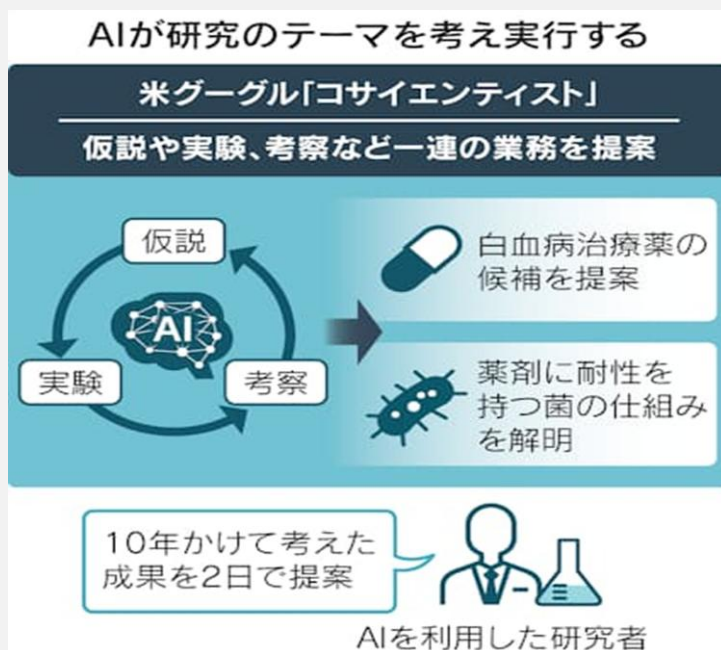 AIが研究のテーマを考え実行する
米グーグル「コサイエンティスト」
仮説や実験、考察など一連の業務を提案
仮説
AI
実験
考察
白血病治療薬の
候補を提案
薬剤に耐性を
持つ菌の仕組み
を解明
10年かけて考えた
成果を2日で提案
AIを利用した研究者